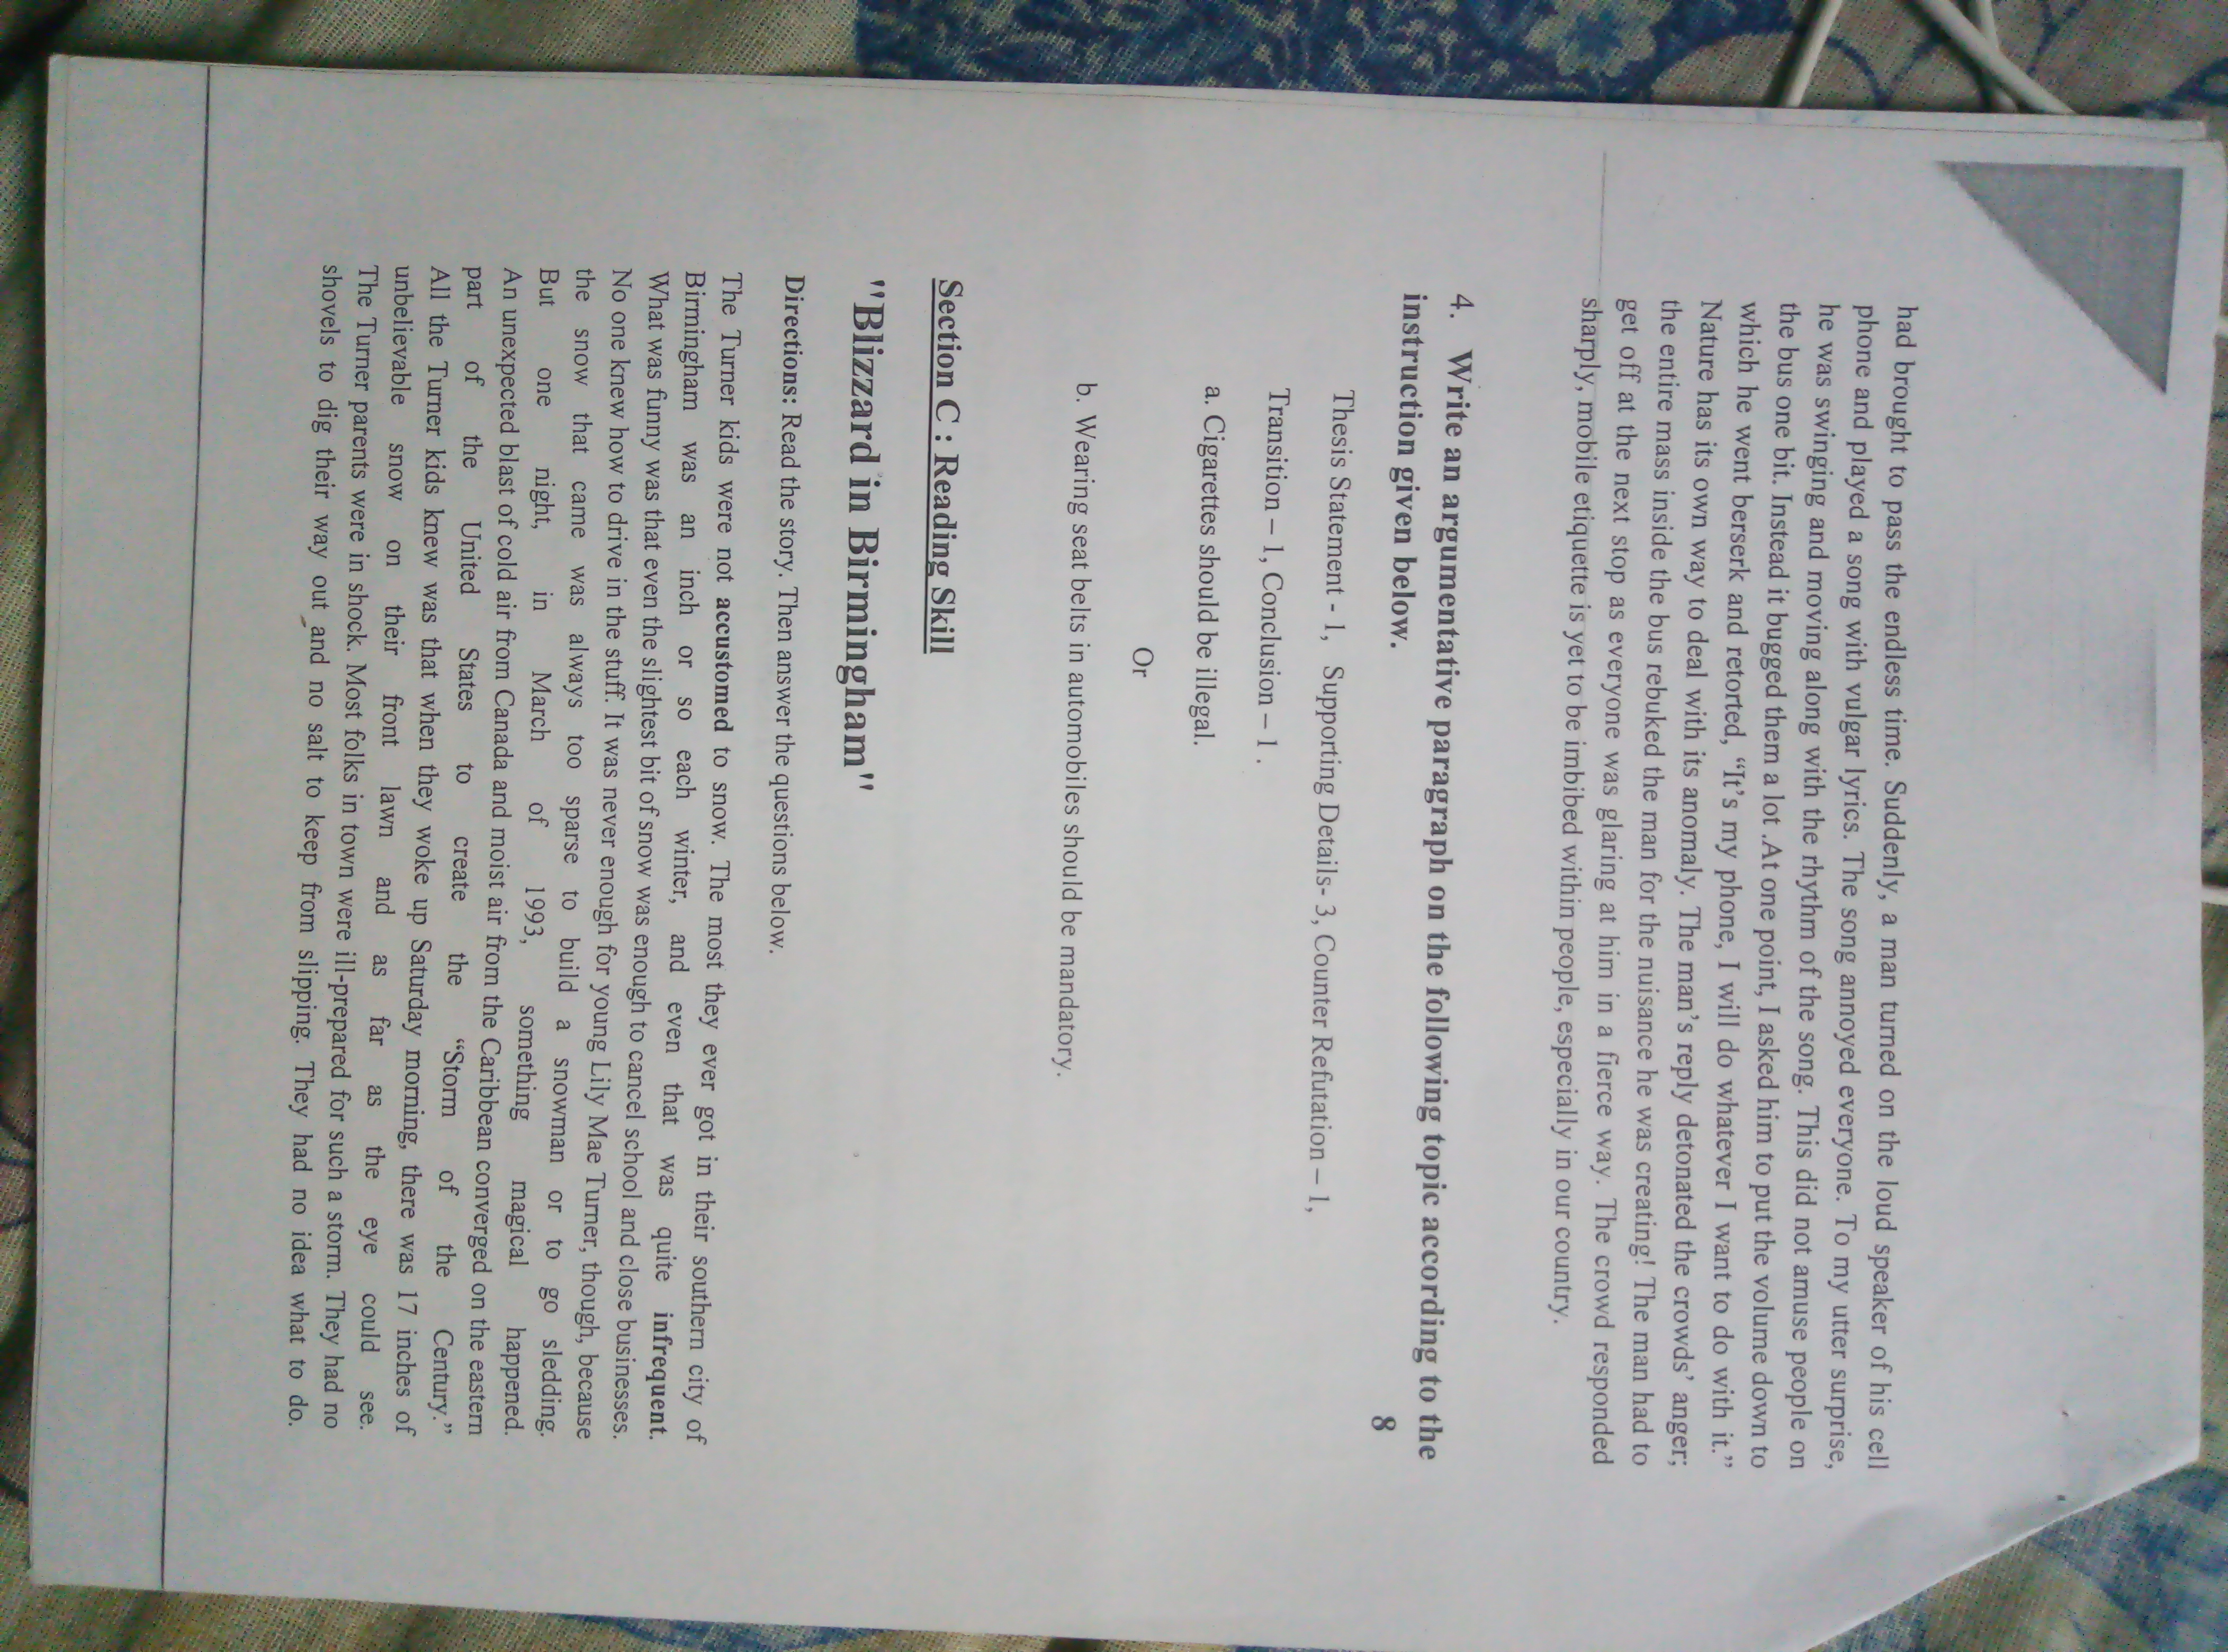 had brought to pass the endless time. Suddenly, a man turned on the loud speaker of his cell
phone and played a song with vulgar lyrics. The song annoyed everyone. To my utter surprise,
he was swinging and moving along with the rhythm of the song. This did not amuse people on
the bus one bit. Instead it bugged them a lot .At one point, I asked him to put the volume down to
which he went berserk and retorted, “It’s my phone, I will do whatever I want to do with it.”
Nature has its own way to deal with its anomaly. The man’s reply detonated the crowds’ anger;
the entire mass inside the bus rebuked the man for the nuisance he was creating! The man had to
get off at the next stop as everyone was glaring at him in a fierce way. The crowd responded
sharply, mobile etiquette is yet to be imbibed within people, especially in our country.
4. Write an argumentative paragraph on the following topic according to the
instruction given below. 8
Thesis Statement - 1, Supporting Details- 3, Counter Refutation – 1,
Transition – 1, Conclusion – 1 .
a. Cigarettes should be illegal.
Or
b. Wearing seat belts in automobiles should be mandatory.
Section C : Reading Skill
"Blizzard in Birmingham"
Directions: Read the story. Then answer the questions below.
The Turner kids were not accustomed to snow. The most they ever got in their southern city of
Birmingham was an inch or so each winter, and even that was quite infrequent.
What was funny was that even the slightest bit of snow was enough to cancel school and close businesses.
No one knew how to drive in the stuff. It was never enough for young Lily Mae Turner, though, because
the snow that came was always too sparse to build a snowman or to go sledding.
But one night, in March of 1993, something magical happened.
An unexpected blast of cold air from Canada and moist air from the Caribbean converged on the eastern
part of the United States to create the “Storm of the Century.”
All the Turner kids knew was that when they woke up Saturday morning, there was 17 inches of
unbelievable snow on their front lawn and as far as the eye could see.
The Turner parents were in shock. Most folks in town were ill-prepared for such a storm. They had no
shovels to dig their way out and no salt to keep from slipping. They had no idea what to do.